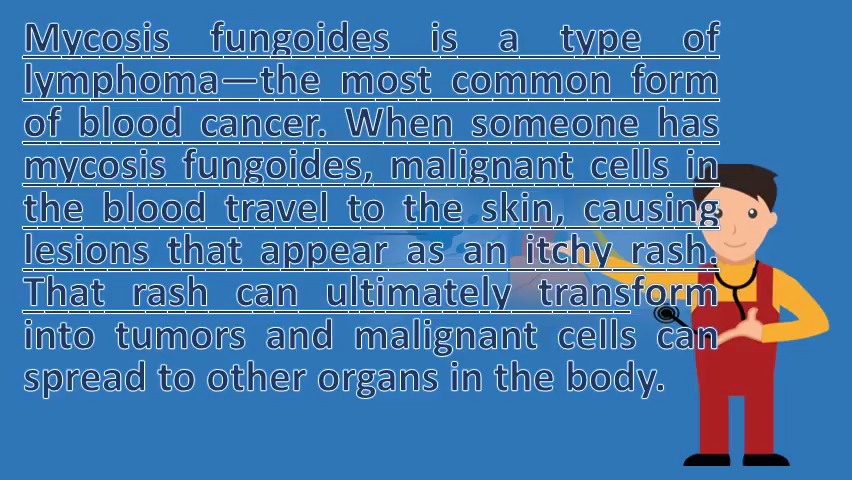 Mycosis fungoides is a type of
lymphoma—the most common form
of blood cancer. When someone has
mycosis fungoides, malignant cells in
the blood travel to the skin, causing
lesions that appear as an itchy rash.
That rash can ultimately transform
into tumors and malignant cells can
spread to other organs in the body.